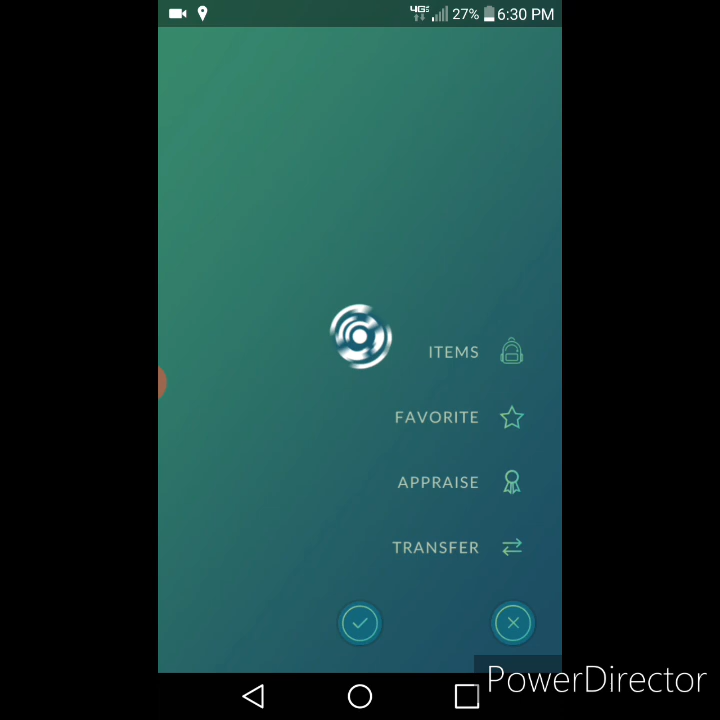 4G 27% 6:30 PM
ITEMS
FAVORITE
APPRAISE
TRANSFER
PowerDirector